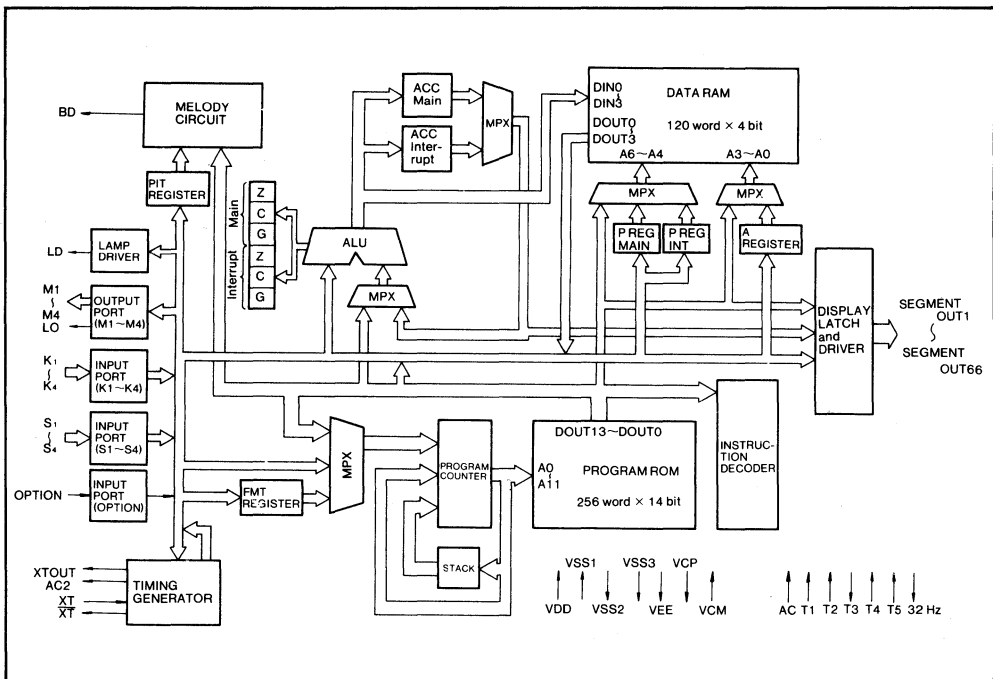 BD
MELODY
CIRCUIT
PIT
REGISTER
LD
LAMP
DRIVER
M1
~
M4
LO
OUTPUT
PORT
(M1~M4)
K1
~
K4
INPUT
PORT
(K1~K4)
S1
~
S4
INPUT
PORT
(S1~S4)
OPTION
INPUT
PORT
(OPTION)
XTOUT
AC2
XT
XT
TIMING
GENERATOR
Main
Interrupt
Z
C
G
Z
C
G
ALU
MPX
ACC
Main
ACC
Inter-
rupt
MPX
DIN0
~
DIN3
DOUT0
~
DOUT3
DATA RAM
120 word × 4 bit
A6~A4
A3~A0
MPX
MPX
P REG
MAIN
P REG
INT
A
REGISTER
DISPLAY
LATCH
and
DRIVER
SEGMENT
OUT1
~
SEGMENT
OUT66
FMT
REGISTER
MPX
PROGRAM
COUNTER
STACK
DOUT13~DOUT0
A0
~
A11
PROGRAM ROM
256 word × 14 bit
INSTRUC-
TION
DECODER
VSS1
VSS3
VCP
VDD
VSS2
VEE
VCM
AC T1 T2 T3 T4 T5 32 Hz